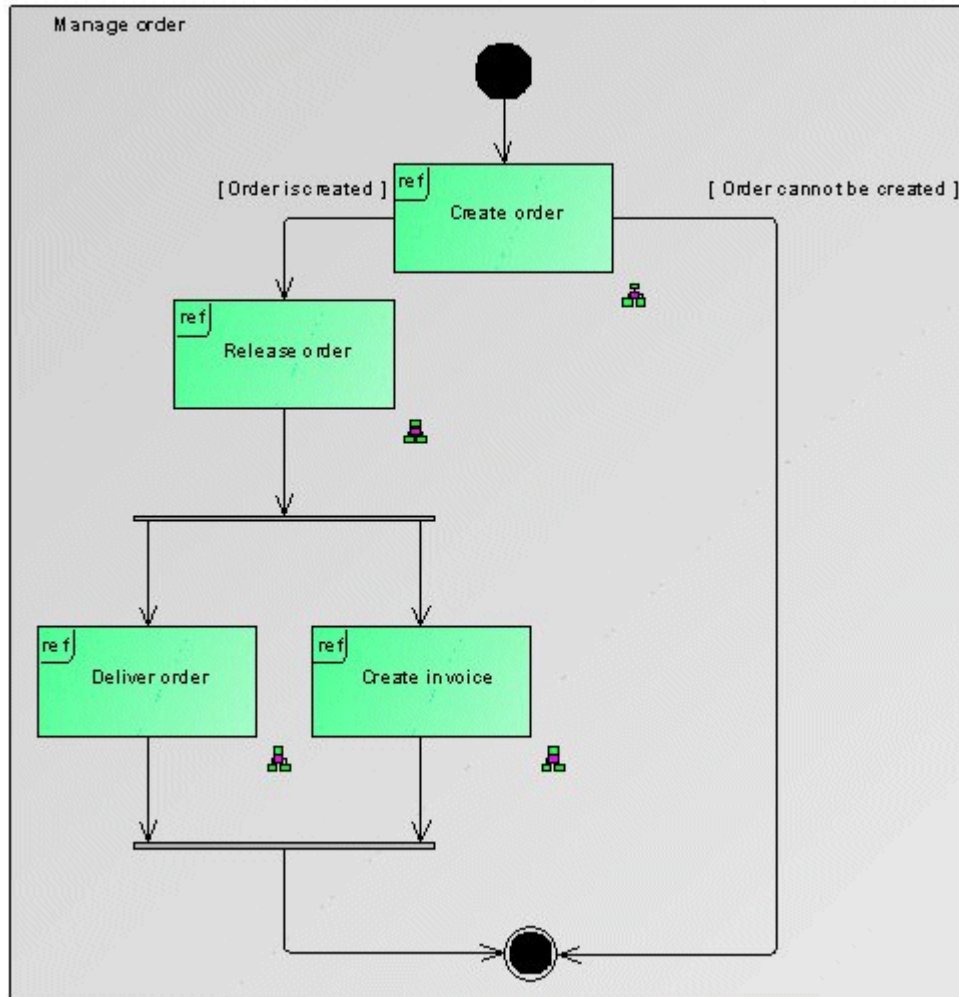 Manage order
[ Order is created ]
ref
[ Order cannot be created ]
Create order
ref
Release order
ref
Deliver order
ref
Create invoice